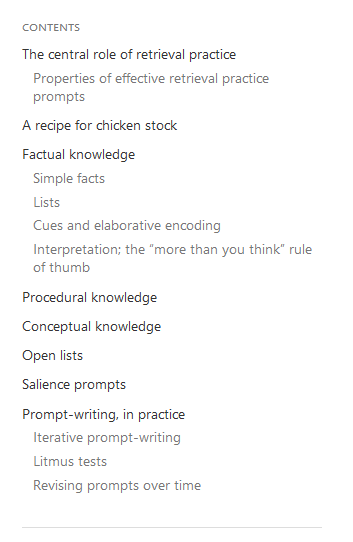 CONTENTS
The central role of retrieval practice
Properties of effective retrieval practice
prompts
A recipe for chicken stock
Factual knowledge
Simple facts
Lists
Cues and elaborative encoding
Interpretation; the “more than you think” rule
of thumb
Procedural knowledge
Conceptual knowledge
Open lists
Salience prompts
Prompt-writing, in practice
Iterative prompt-writing
Litmus tests
Revising prompts over time